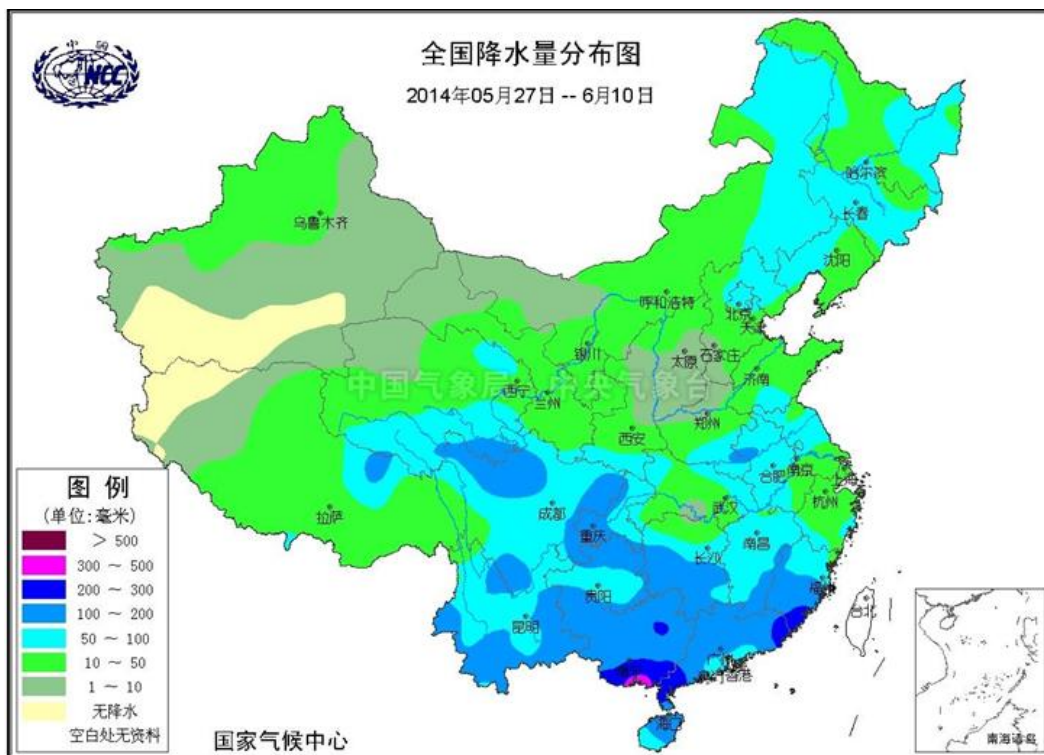 中国
NCC
全国降水量分布图
2014年05月27日 -- 6月10日
哈尔滨
长春
乌鲁木齐
沈阳
呼和浩特
北京
天津
银川
太原
石家庄
济南
西宁
兰州
中国气象局 中央气象台
郑州
西安
合肥
南京
上海
杭州
武汉
拉萨
成都
重庆
南昌
长沙
贵阳
福州
台北
昆明
香港
海口
图 例
(单位:毫米)
＞ 500
300 ～ 500
200 ～ 300
100 ～ 200
50 ～ 100
10 ～ 50
1 ～ 10
无降水
空白处无资料
国家气候中心
南海诸岛